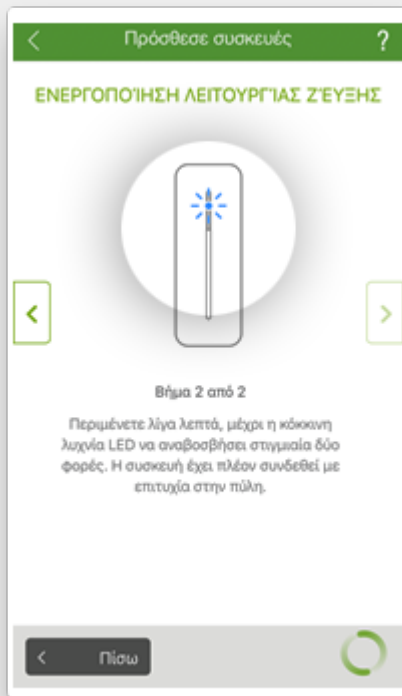 Πρόσθεσε συσκευές ?
ΕΝΕΡΓΟΠΟΊΗΣΗ ΛΕΙΤΟΥΡΓΊΑΣ ΖΕΎΞΗΣ
Βήμα 2 από 2
Περιμένετε λίγα λεπτά, μέχρι η κόκκινη
λυχνία LED να αναβοσβήσει στιγμιαία δύο
φορές. Η συσκευή έχει πλέον συνδεθεί με
επιτυχία στην πύλη.
Πίσω